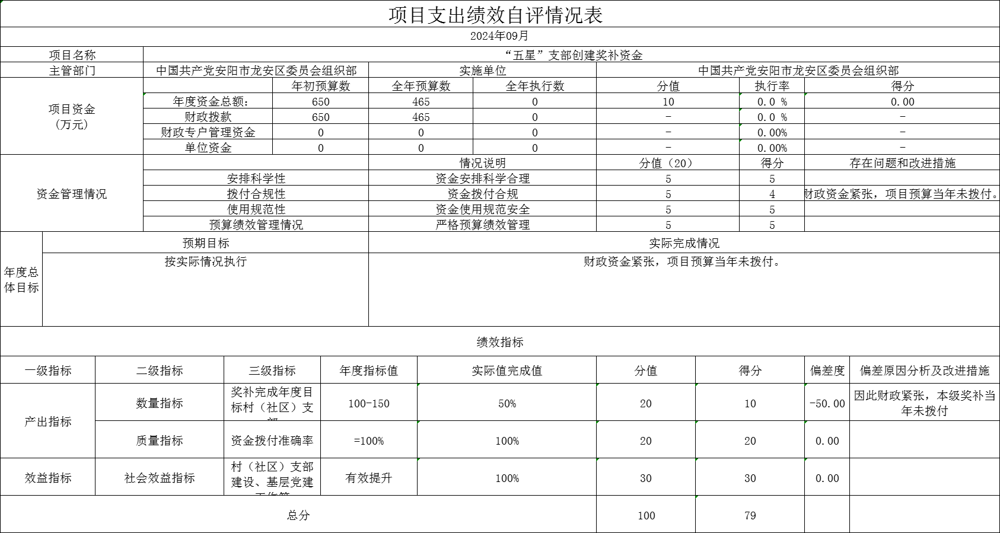 项目支出绩效自评情况表
2024年09月
项目名称 “五星”支部创建奖补资金
主管部门 中国共产党安阳市龙安区委员会组织部 实施单位 中国共产党安阳市龙安区委员会组织部
项目资金
(万元)
年初预算数 全年预算数 全年执行数 分值 执行率 得分
年度资金总额： 650 465 0 10 0.0 % 0.00
财政拨款 650 465 0 - 0.0 % -
财政专户管理资金 0 0 0 - 0.00% -
单位资金 0 0 0 - 0.00% -
资金管理情况
情况说明 分值（20） 得分 存在问题和改进措施
安排科学性 资金安排科学合理 5 5
拨付合规性 资金拨付合规 5 4 财政资金紧张，项目预算当年未拨付。
使用规范性 资金使用规范安全 5 5
预算绩效管理情况 严格预算绩效管理 5 5
年度总
体目标
预期目标 实际完成情况
按实际情况执行 财政资金紧张，项目预算当年未拨付。
绩效指标
一级指标 二级指标 三级指标 年度指标值 实际值完成值 分值 得分 偏差度 偏差原因分析及改进措施
产出指标
数量指标
奖补完成年度目
标村（社区）支
100-150 50% 20 10 -50.00
因此财政紧张，本级奖补当
年未拨付
质量指标 资金拨付准确率 =100% 100% 20 20 0.00
效益指标 社会效益指标
村（社区）支部
建设、基层党建
有效提升 100% 30 30 0.00
总分 100 79